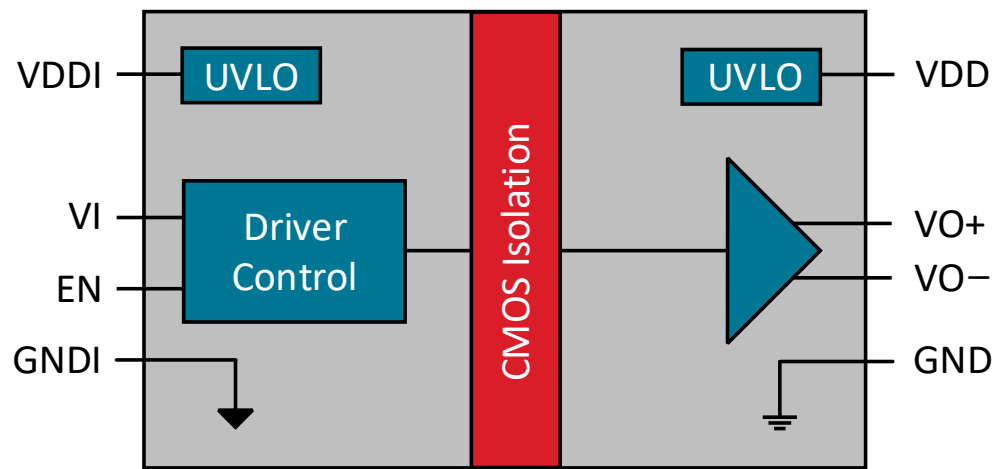 VDDI
UVLO
UVLO
VDD
VI
Driver
Control
EN
GNDI
CMOS Isolation
VO+
VO−
GND